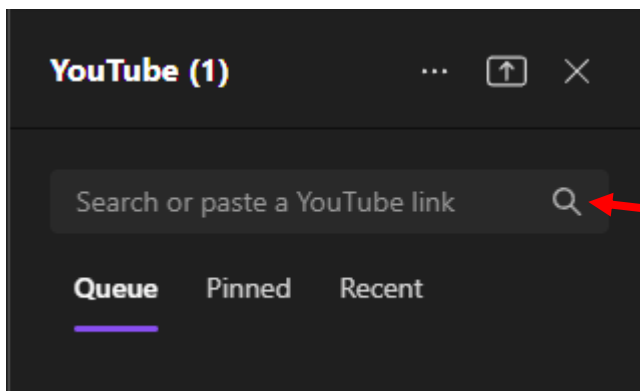 YouTube (1)
Search or paste a YouTube link
Queue Pinned Recent